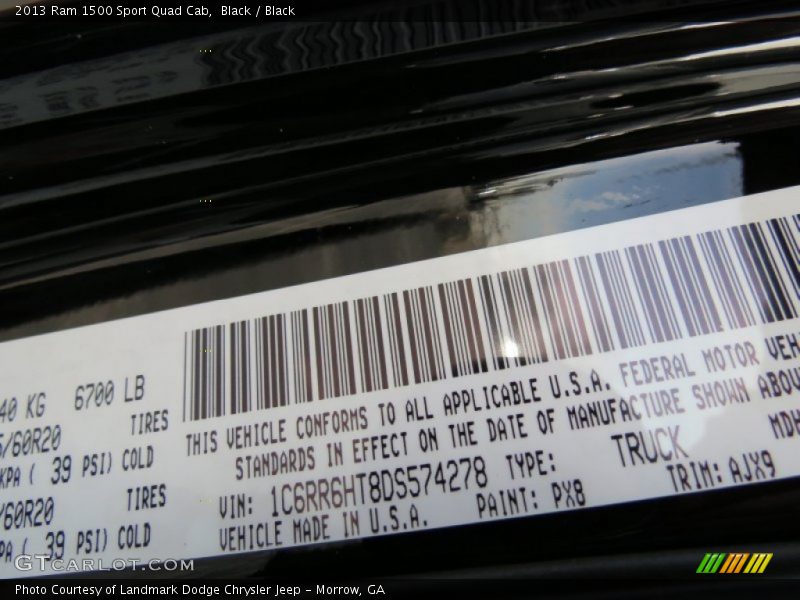 2013 Ram 1500 Sport Quad Cab, Black / Black
40 KG 6700 LB
/60R20 TIRES
KPA ( 39 PSI) COLD
/60R20 TIRES
PA ( 39 PSI) COLD
THIS VEHICLE CONFORMS TO ALL APPLICABLE U.S.A. FEDERAL MOTOR VEH
STANDARDS IN EFFECT ON THE DATE OF MANUFACTURE SHOWN ABOV
VIN: 1C6RR6HT8DS574278 TYPE: TRUCK MDH
VEHICLE MADE IN U.S.A. PAINT: PX8 TRIM: AJX9
GTCARLOT.COM
Photo Courtesy of Landmark Dodge Chrysler Jeep - Morrow, GA